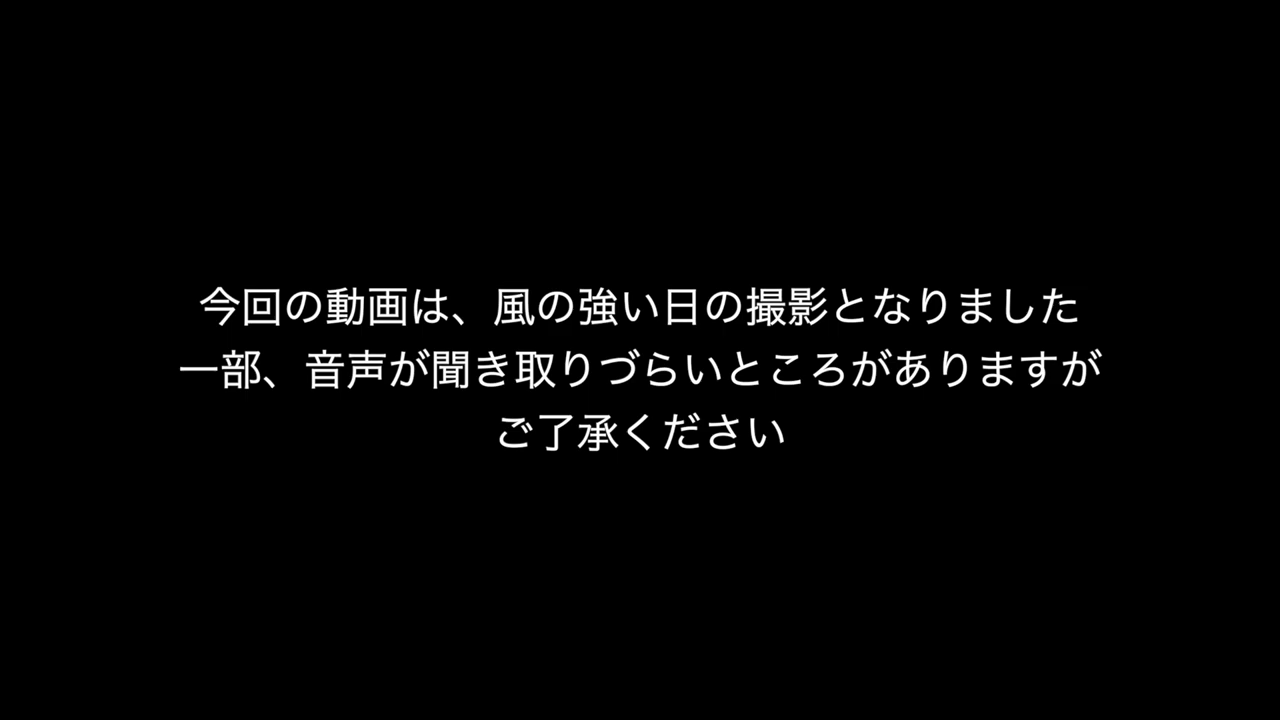 今回の動画は、風の強い日の撮影となりました
一部、音声が聞き取りづらいところがありますが
ご了承ください